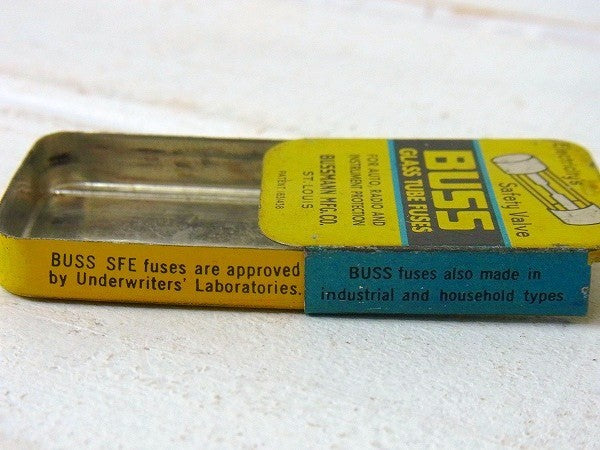 BUSS
GLASS TUBE FUSES
FOR AUTO, RADIO AND
INSTRUMENT PROTECTION
BUSSMANN MFG. CO.
ST. LOUIS
Electricity's
Safety Valve
BUSS SFE fuses are approved
by Underwriters' Laboratories.
BUSS fuses also made in
industrial and household types.